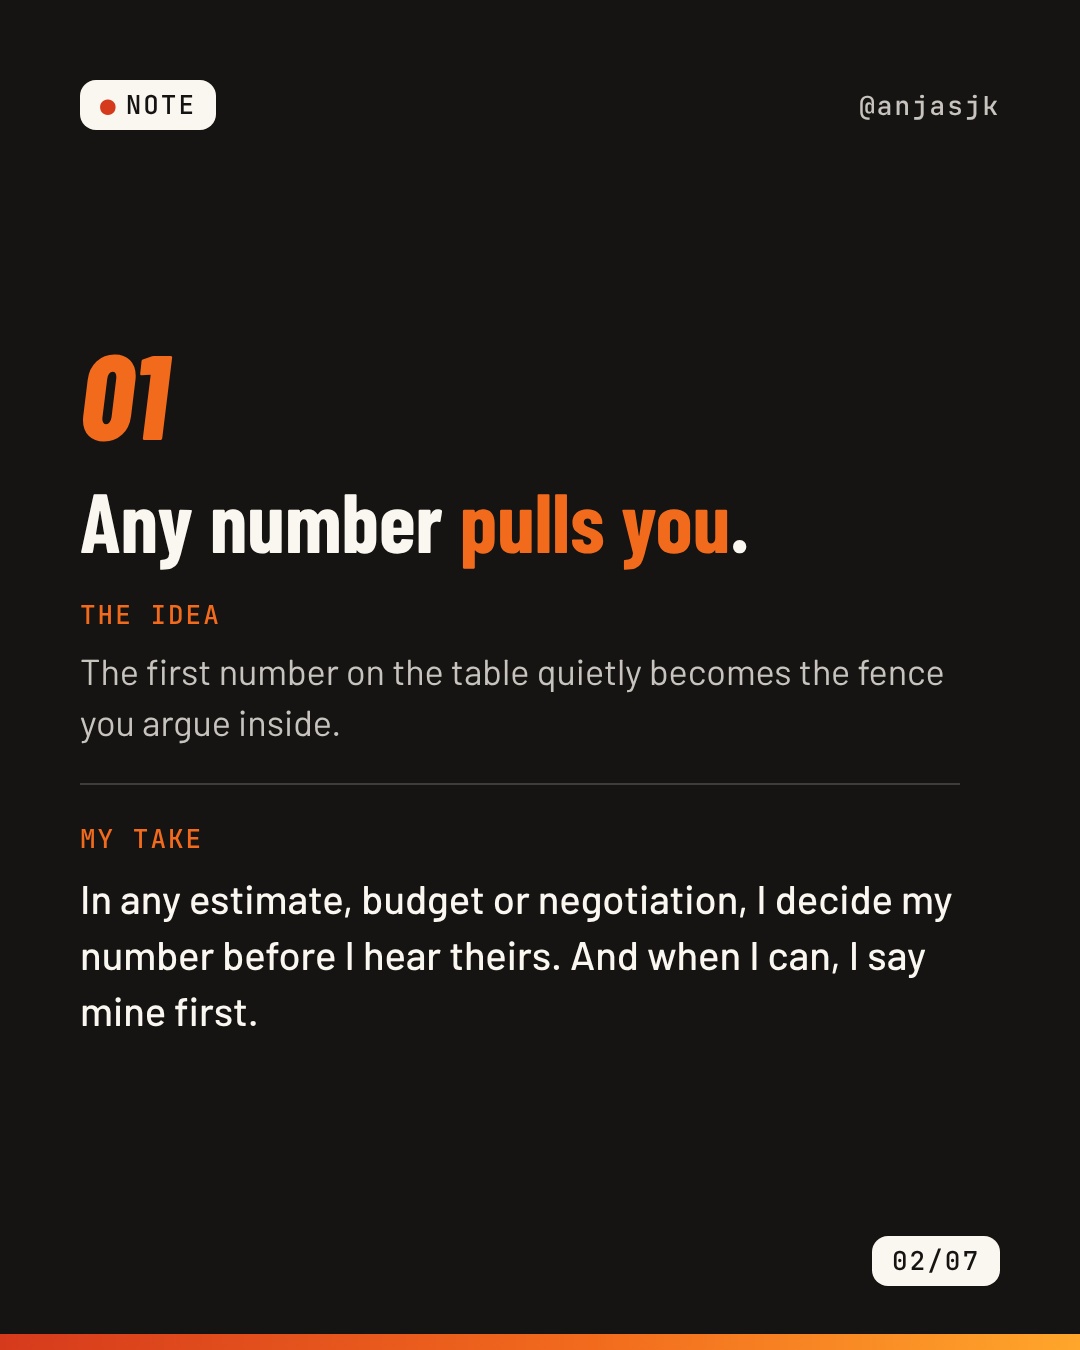 NOTE
@anjasjk
01
Any number pulls you.
THE IDEA
The first number on the table quietly becomes the fence
you argue inside.
MY TAKE
In any estimate, budget or negotiation, I decide my
number before I hear theirs. And when I can, I say
mine first.
02/07